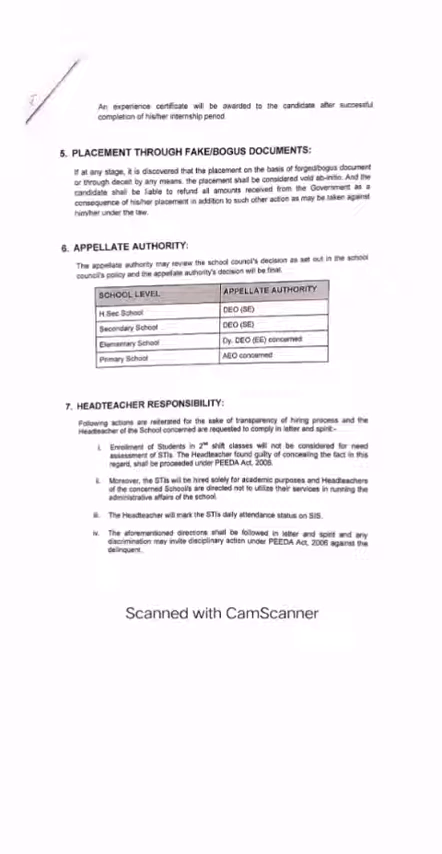 An experience certificate will be awarded to the candidate after successful
completion of his/her internship period
5. PLACEMENT THROUGH FAKE/BOGUS DOCUMENTS:
If at any stage, it is discovered that the placement on the basis of forged/bogus document
or through deceit by any means, the placement shall be considered void ab-initio. And the
candidate shall be liable to refund all amounts received from the Government as a
consequence of his/her placement in addition to such other action as may be taken against
him/her under the law.
6. APPELLATE AUTHORITY:
The appellate authority may review the school council's decision as set out in the school
council's policy and the appellate authority's decision will be final.
SCHOOL LEVEL APPELLATE AUTHORITY
H.Sec School DEO (SE)
Secondary School DEO (SE)
Elementary School Dy. DEO (EE) concerned
Primary School AEO concerned
7. HEADTEACHER RESPONSIBILITY:
Following actions are reiterated for the sake of transparency of hiring process and the
Headteacher of the School concerned are requested to comply in letter and spirit:-
i. Enrollment of Students in 2nd shift classes will not be considered for need
assessment of STIs. The Headteacher found guilty of concealing the fact in this
regard, shall be proceeded under PEEDA Act, 2006.
ii. Moreover, the STIs will be hired solely for academic purposes and Headteachers
of the concerned School/s are directed not to utilize their services in running the
administrative affairs of the school.
iii. The Headteacher will mark the STIs daily attendance status on SIS.
iv. The aforementioned directions shall be followed in letter and spirit and any
discrimination may invite disciplinary action under PEEDA Act, 2006 against the
delinquent.
Scanned with CamScanner